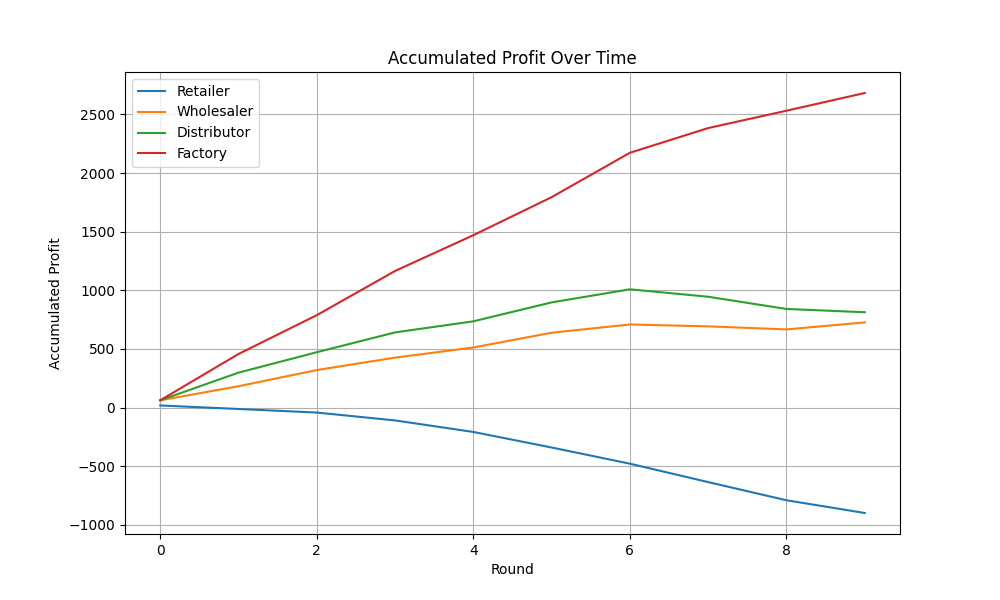 Accumulated Profit Over Time
Retailer
Wholesaler
Distributor
Factory
Accumulated Profit
2500
2000
1500
1000
500
0
−500
−1000
0 2 4 6 8
Round